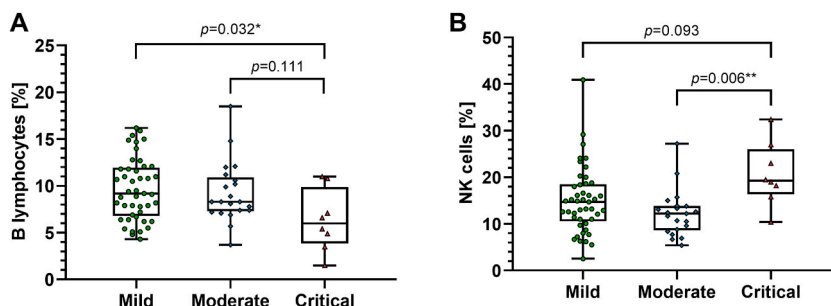 A
B lymphocytes [%]
25
20
15
10
5
0
p=0.032*
p=0.111
Mild
Moderate
Critical
B
NK cells [%]
50
40
30
20
10
0
p=0.093
p=0.006**
Mild
Moderate
Critical